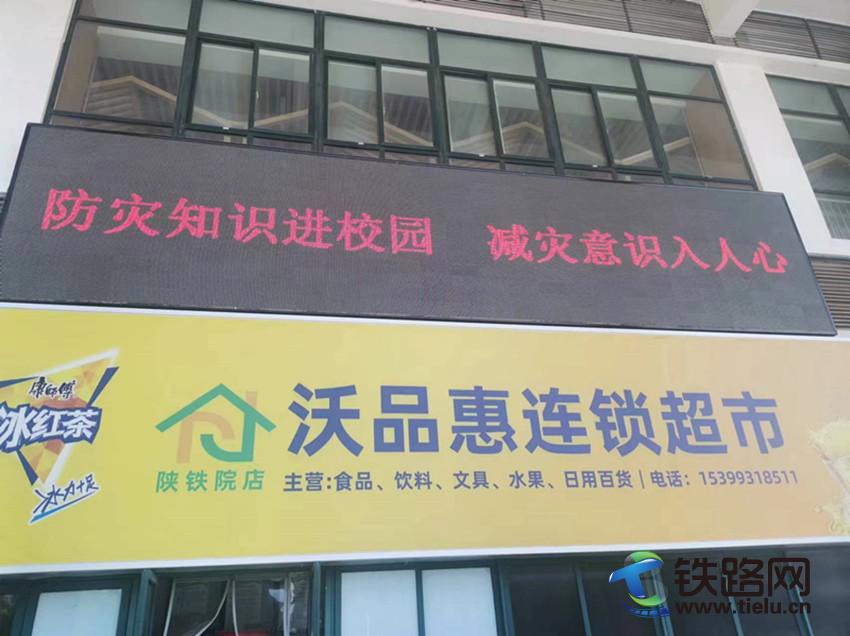 防灾知识进校园 减灾意识入人心
康师傅
冰红茶
冰力十足
沃品惠连锁超市
陕铁院店
主营:食品、饮料、文具、水果、日用百货|电话: 15399318511
铁路网
www.tielu.cn